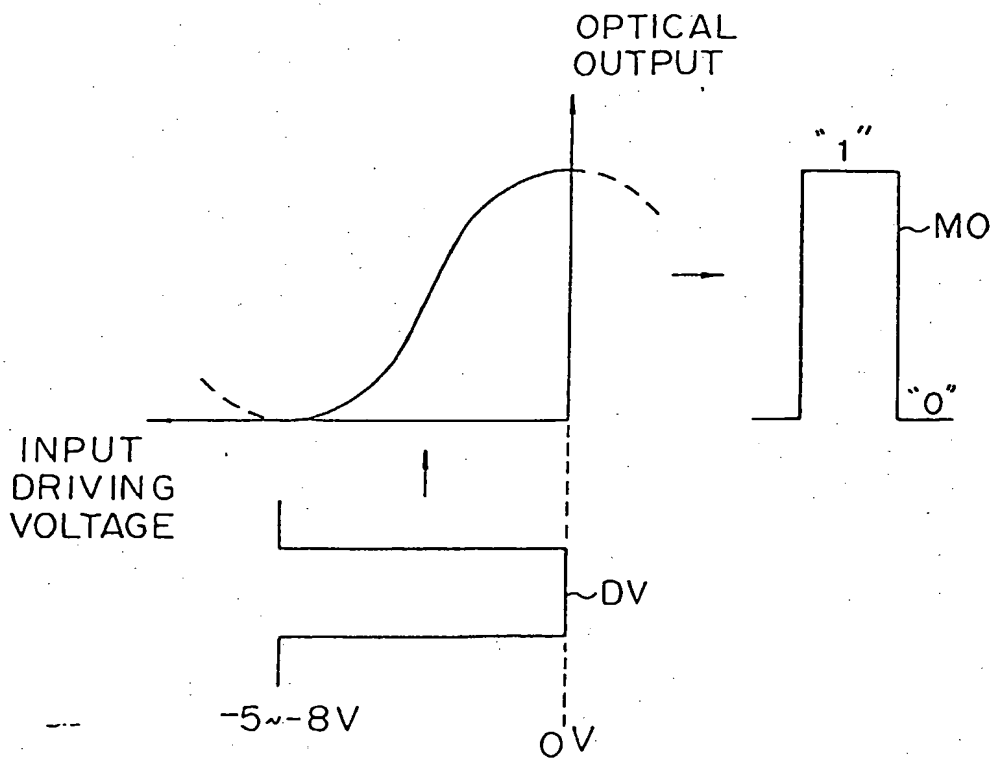 OPTICAL
OUTPUT
"1"
MO
"0"
INPUT
DRIVING
VOLTAGE
DV
-5~-8V
0V